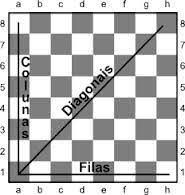 a b c d e f g h
8 8
7 7
6 6
5 5
4 4
3 3
2 2
1 1
Colunas
Diagonais
Filas
a b c d e f g h